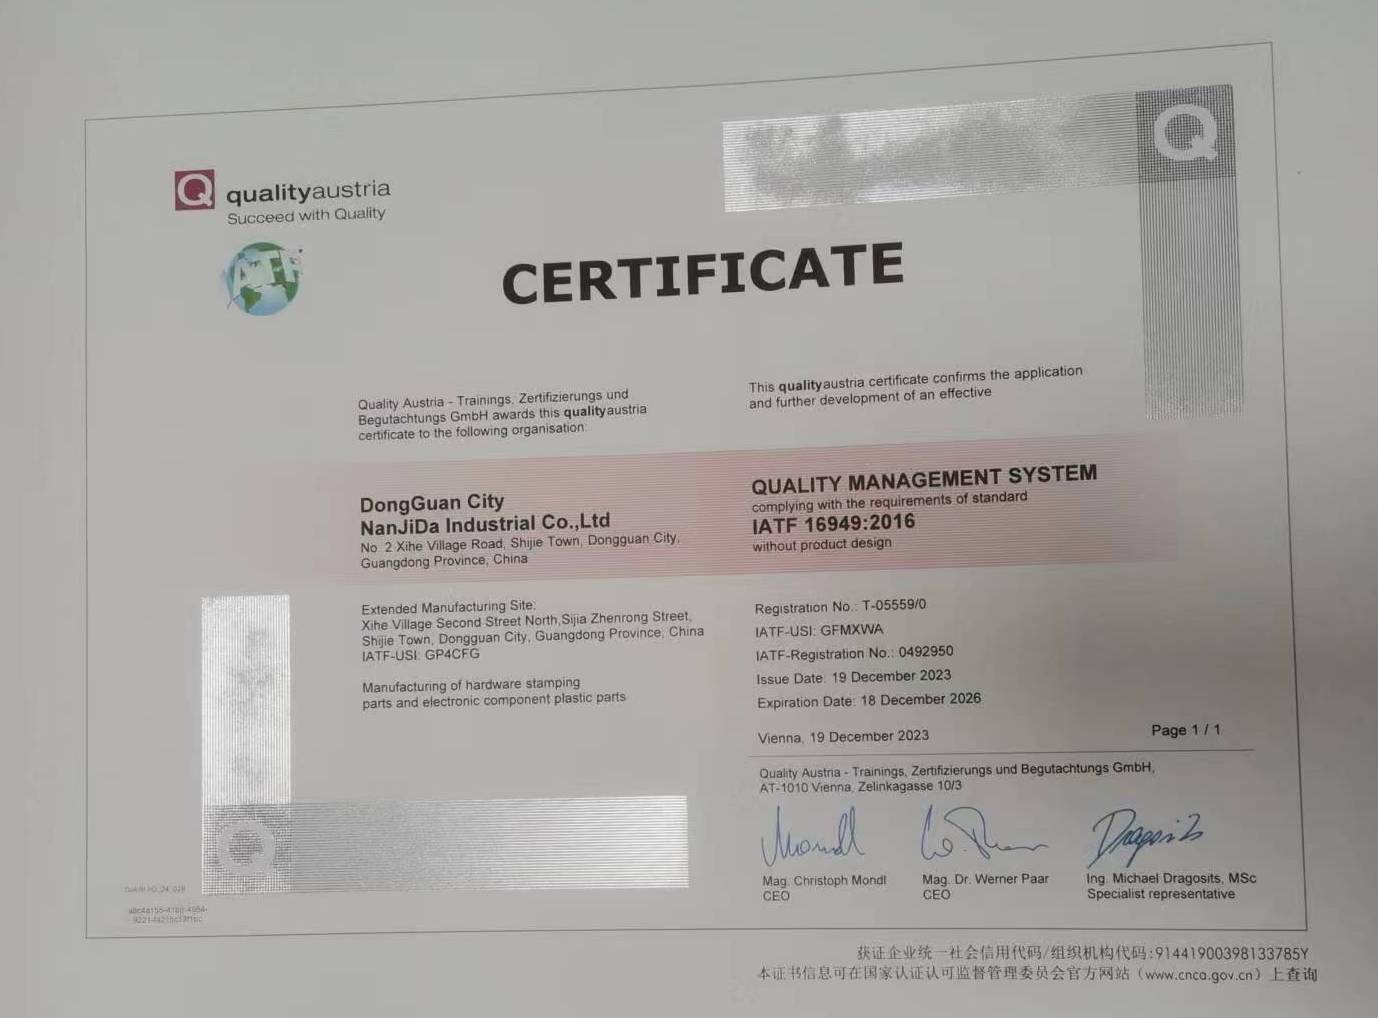 Q
qualityaustria
Succeed with Quality
IATF
Q
CERTIFICATE
Quality Austria - Trainings, Zertifizierungs und
Begutachtungs GmbH awards this qualityaustria
certificate to the following organisation:
This qualityaustria certificate confirms the application
and further development of an effective
DongGuan City
NanJiDa Industrial Co.,Ltd
No. 2 Xihe Village Road, Shijie Town, Dongguan City,
Guangdong Province, China
QUALITY MANAGEMENT SYSTEM
complying with the requirements of standard
IATF 16949:2016
without product design
Extended Manufacturing Site:
Xihe Village Second Street North,Sijia Zhenrong Street,
Shijie Town, Dongguan City, Guangdong Province, China
IATF-USI: GP4CFG
Manufacturing of hardware stamping
parts and electronic component plastic parts
Registration No.: T-05559/0
IATF-USI: GFMXWA
IATF-Registration No.: 0492950
Issue Date: 19 December 2023
Expiration Date: 18 December 2026
Vienna, 19 December 2023
Page 1 / 1
Quality Austria - Trainings, Zertifizierungs und Begutachtungs GmbH,
AT-1010 Vienna, Zelinkagasse 10/3
Mag. Christoph Mondl
CEO
Mag. Dr. Werner Paar
CEO
Ing. Michael Dragosits, MSc
Specialist representative
获证企业统一社会信用代码/组织机构代码:91441900398133785Y
本证书信息可在国家认证认可监督管理委员会官方网站（www.cnca.gov.cn）上查询